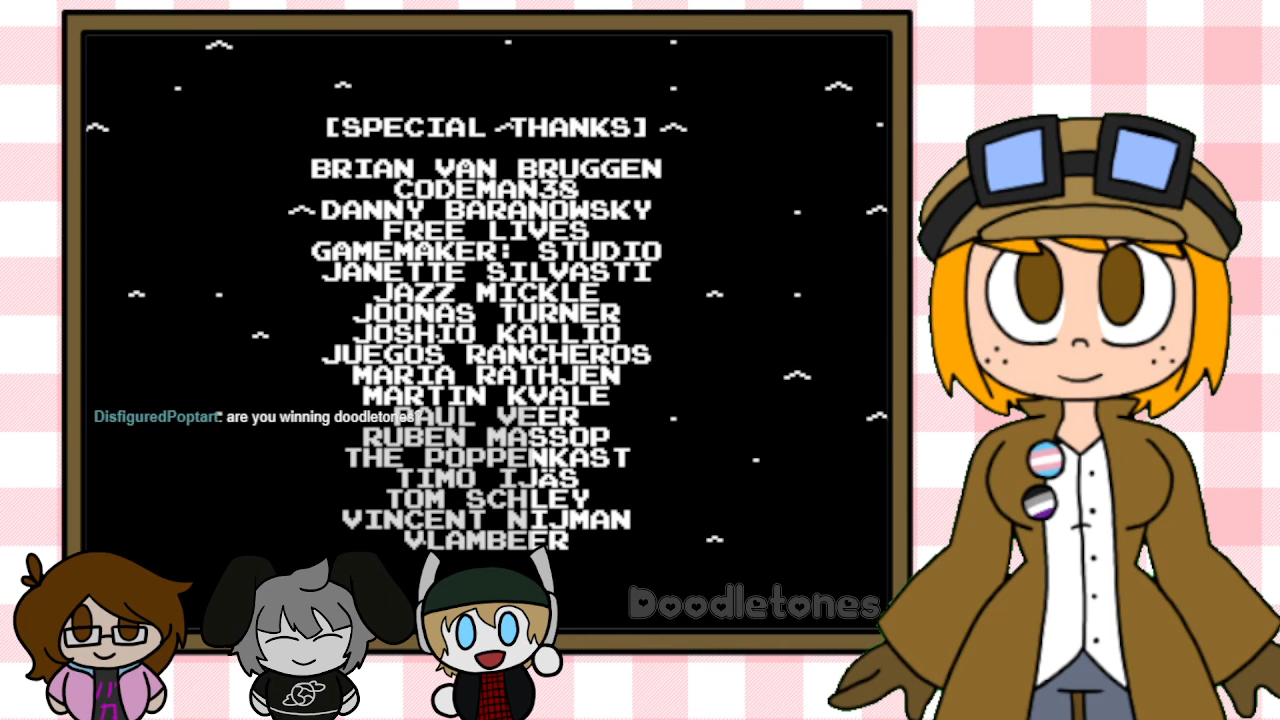 [SPECIAL THANKS]
BRIAN VAN BRUGGEN
CODEMAN38
DANNY BARANOWSKY
FREE LIVES
GAMEMAKER: STUDIO
JANETTE SILVASTI
JAZZ MICKLE
JOONAS TURNER
JOSHIO KALLIO
JUEGOS RANCHEROS
MARIA RATHJEN
MARTIN KVALE
DisfiguredPoptart: are you winning doodletones?
PAUL VEER
RUBEN MASSOP
THE POPPENKAST
TIMO IJÄS
TOM SCHLEY
VINCENT NIJMAN
VLAMBEER
Doodletones